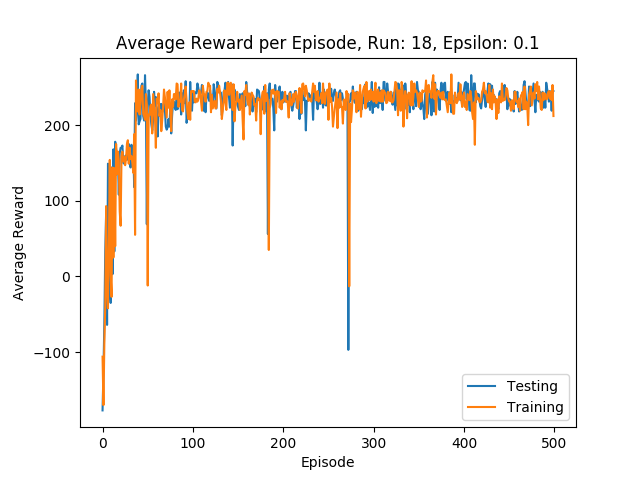 Average Reward per Episode, Run: 18, Epsilon: 0.1
Average Reward
200
100
0
−100
0
100
200
300
400
500
Episode
Testing
Training